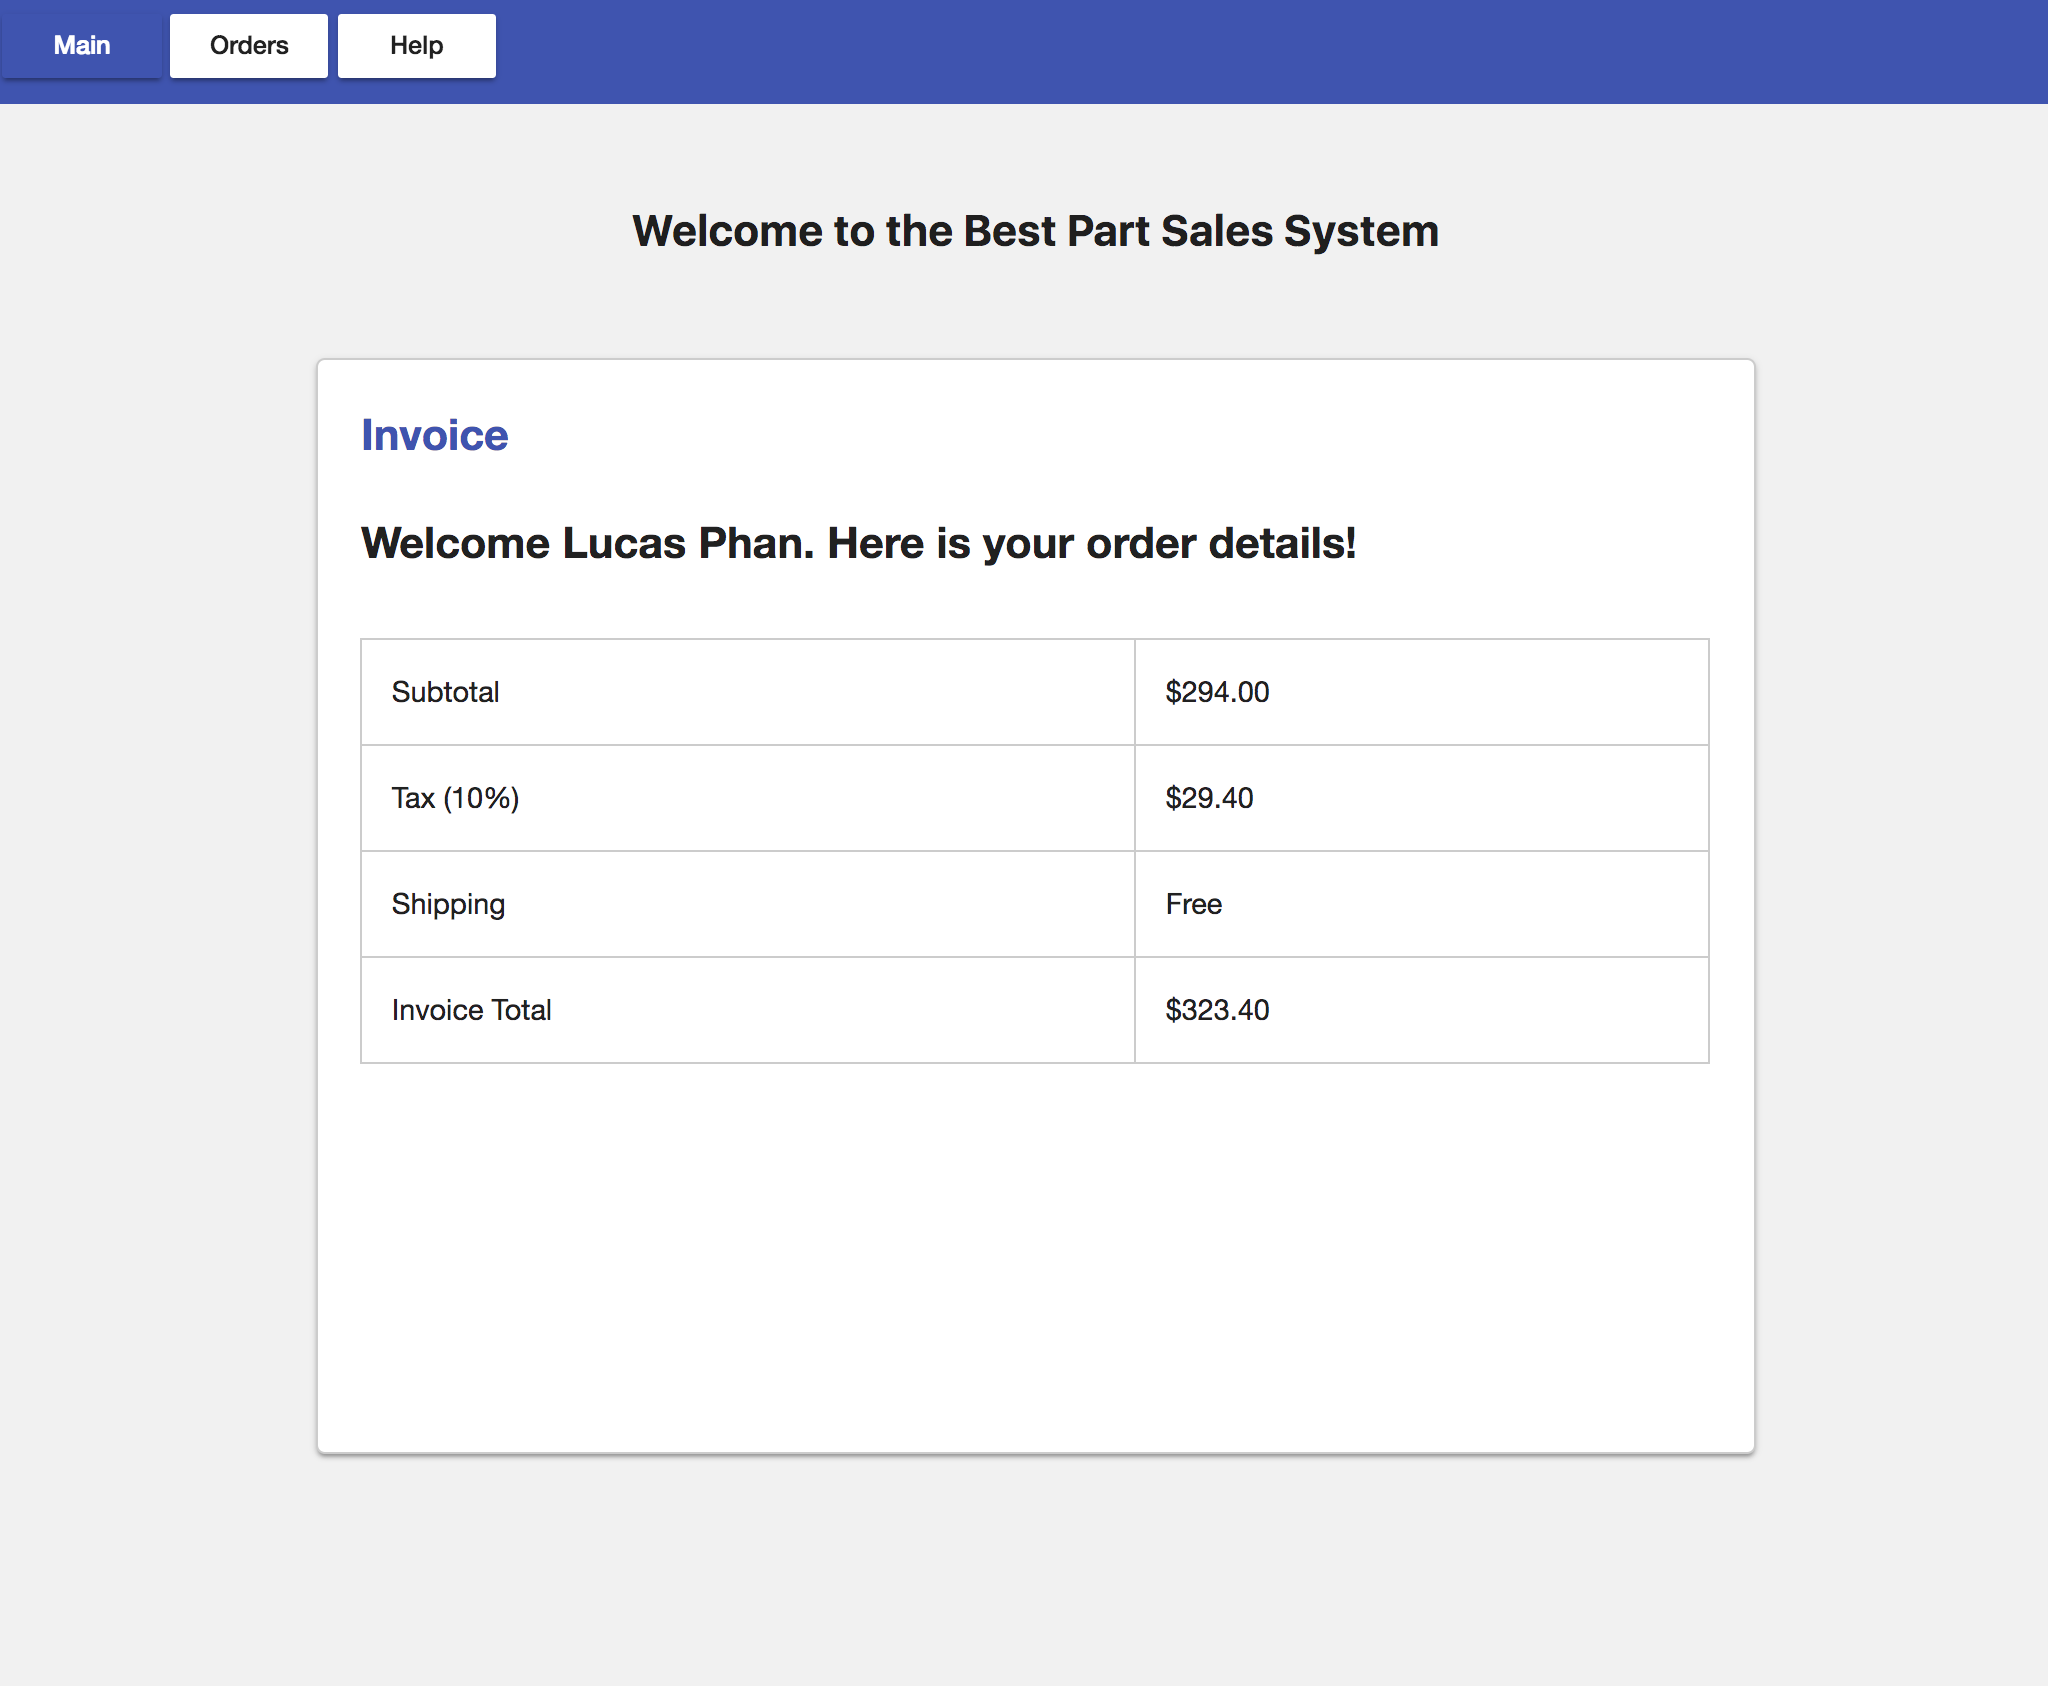 Main Orders Help
Welcome to the Best Part Sales System
Invoice
Welcome Lucas Phan. Here is your order details!
Subtotal $294.00
Tax (10%) $29.40
Shipping Free
Invoice Total $323.40